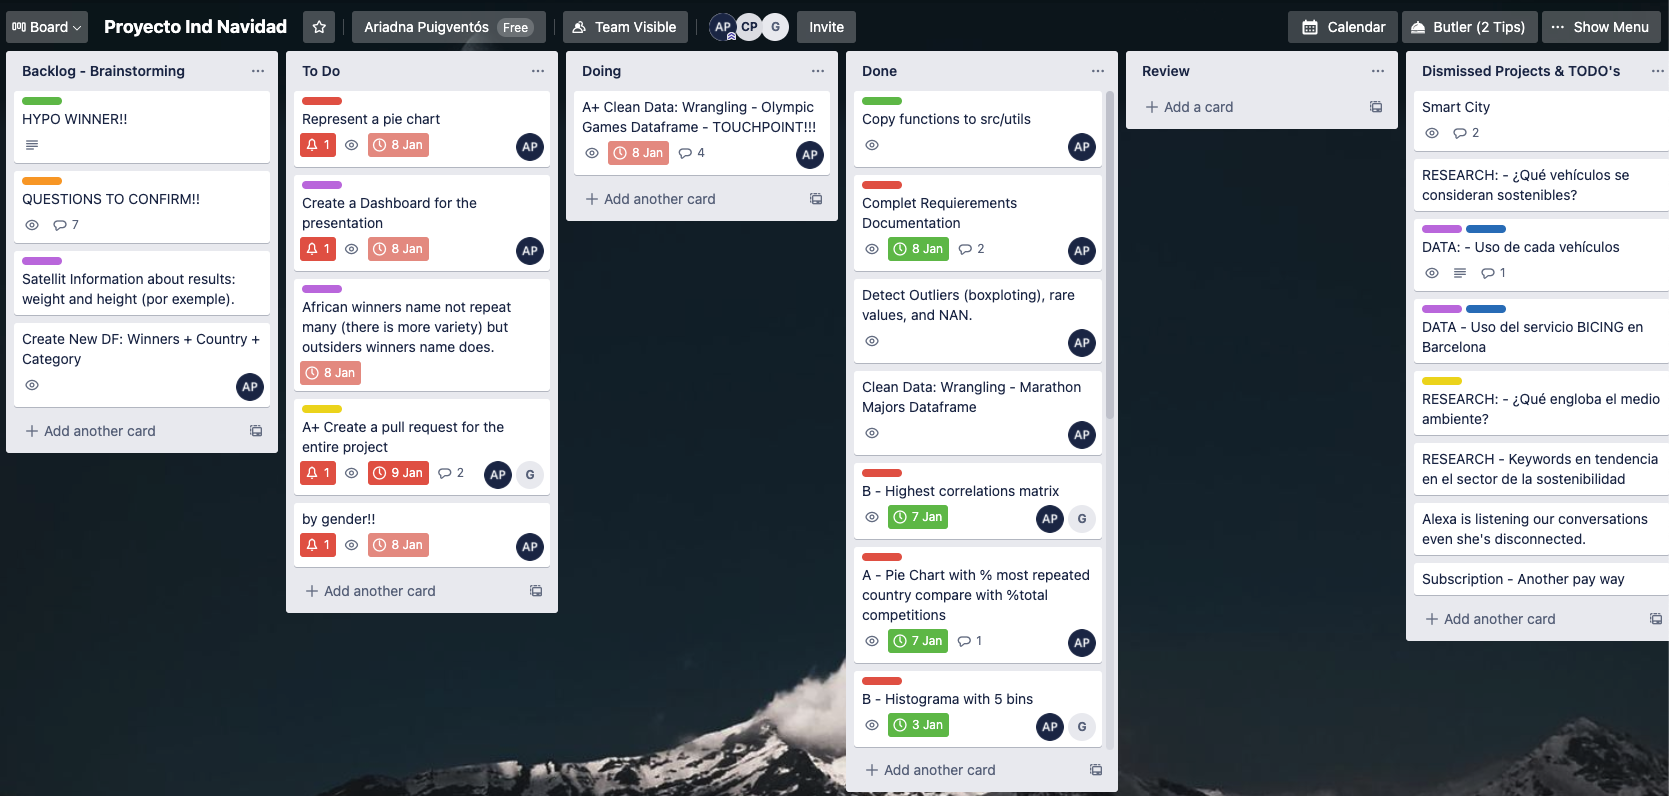 Board
Proyecto Ind Navidad
Ariadna Puigventós Free
Team Visible
AP CP G
Invite
Calendar
Butler (2 Tips)
··· Show Menu
Backlog - Brainstorming
HYPO WINNER!!
QUESTIONS TO CONFIRM!!
7
Satellit Information about results:
weight and height (por exemple).
Create New DF: Winners + Country +
Category
AP
+ Add another card
To Do
Represent a pie chart
1 8 Jan AP
Create a Dashboard for the
presentation
1 8 Jan AP
African winners name not repeat
many (there is more variety) but
outsiders winners name does.
8 Jan
A+ Create a pull request for the
entire project
1 9 Jan 2 AP G
by gender!!
1 8 Jan AP
+ Add another card
Doing
A+ Clean Data: Wrangling - Olympic
Games Dataframe - TOUCHPOINT!!!
8 Jan 4 AP
+ Add another card
Done
Copy functions to src/utils
AP
Complet Requierements
Documentation
8 Jan 2 AP
Detect Outliers (boxploting), rare
values, and NAN.
AP
Clean Data: Wrangling - Marathon
Majors Dataframe
AP
B - Highest correlations matrix
7 Jan AP G
A - Pie Chart with % most repeated
country compare with %total
competitions
7 Jan 1 AP
B - Histograma with 5 bins
3 Jan AP G
+ Add another card
Review
+ Add a card
Dismissed Projects & TODO's
Smart City
2
RESEARCH: - ¿Qué vehículos se
consideran sostenibles?
DATA: - Uso de cada vehículos
1
DATA - Uso del servicio BICING en
Barcelona
RESEARCH: - ¿Qué engloba el medio
ambiente?
RESEARCH - Keywords en tendencia
en el sector de la sostenibilidad
Alexa is listening our conversations
even she's disconnected.
Subscription - Another pay way
+ Add another card